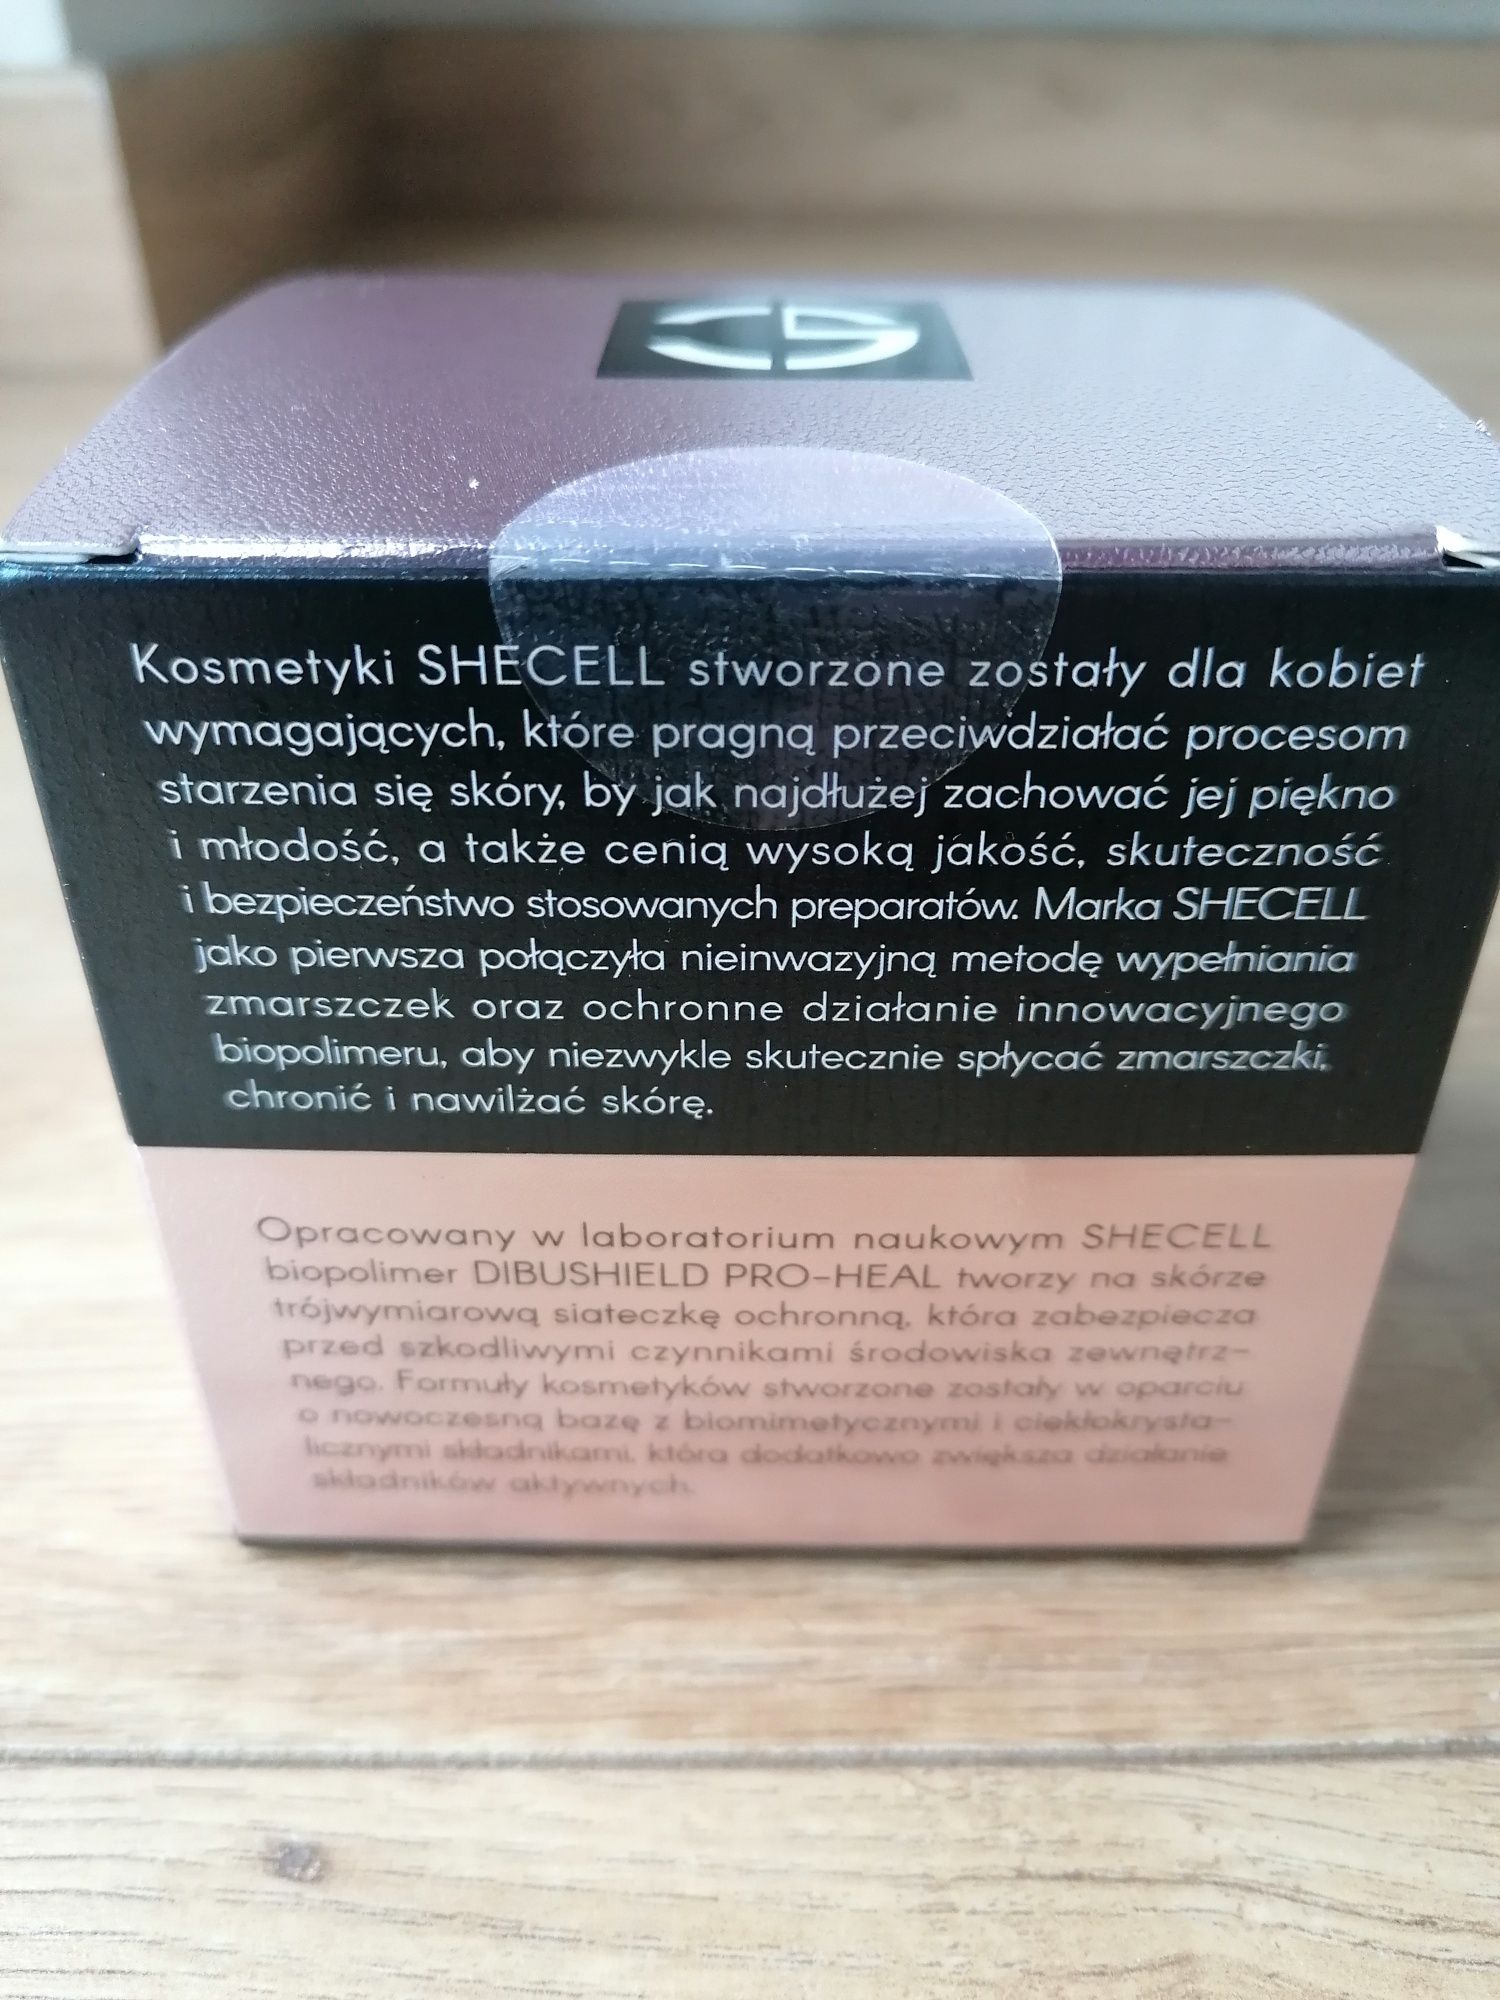 Kosmetyki SHECELL stworzone zostały dla kobiet
wymagających, które pragną przeciwdziałać procesom
starzenia się skóry, by jak najdłużej zachować jej piękno
i młodość, a także cenią wysoką jakość, skuteczność
i bezpieczeństwo stosowanych preparatów. Marka SHECELL
jako pierwsza połączyła nieinwazyjną metodę wypełniania
zmarszczek oraz ochronne działanie innowacyjnego
biopolimeru, aby niezwykle skutecznie spłycać zmarszczki,
chronić i nawilżać skórę.
Opracowany w laboratorium naukowym SHECELL
biopolimer DIBUSHIELD PRO-HEAL tworzy na skórze
trójwymiarową siateczkę ochronną, która zabezpiecza
przed szkodliwymi czynnikami środowiska zewnętrz-
nego. Formuły kosmetyków stworzone zostały w oparciu
o nowoczesną bazę z biomimetycznymi i ciekłokrysta-
licznymi składnikami, która dodatkowo zwiększa działanie
składników aktywnych.